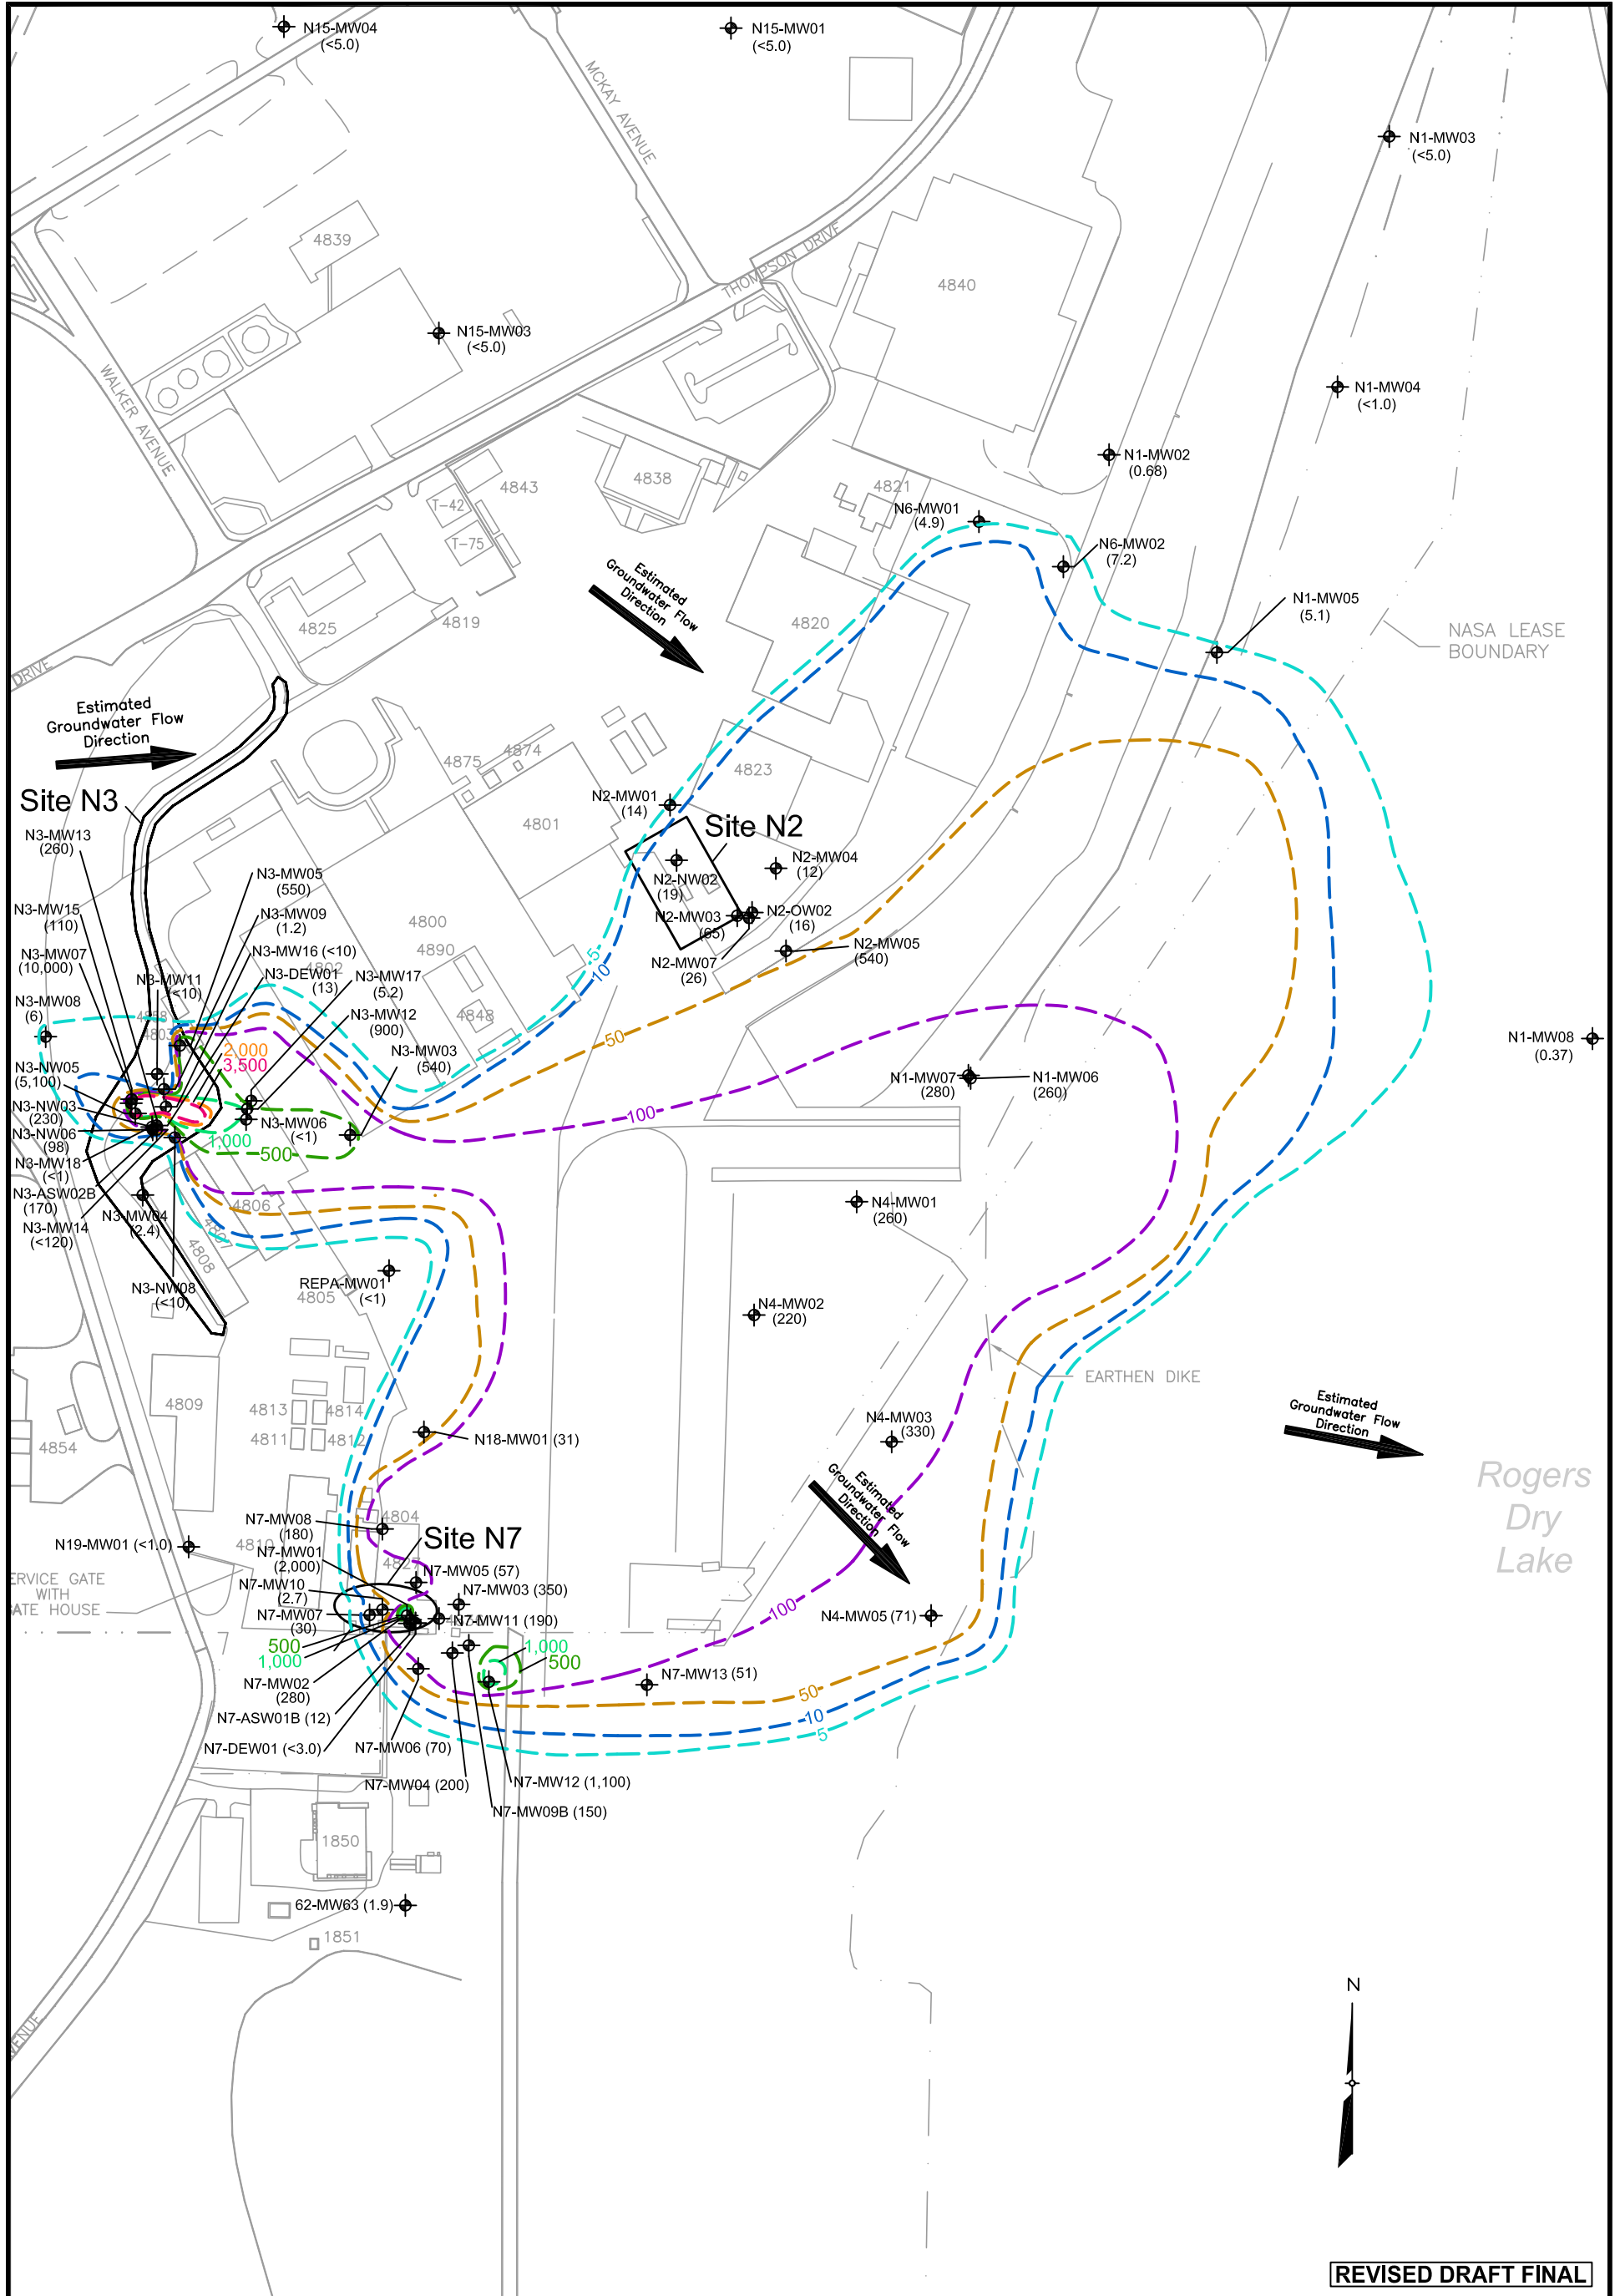 N15-MW04
(<5.0)
N15-MW01
(<5.0)
MCKAY AVENUE
N1-MW03
(<5.0)
4839
THOMPSON DRIVE
4840
N15-MW03
(<5.0)
WALKER AVENUE
N1-MW04
(<1.0)
N1-MW02
(0.68)
4843
4838
4821
T-42
N6-MW01
(4.9)
T-75
N6-MW02
(7.2)
Estimated
Groundwater Flow
Direction
N1-MW05
(5.1)
4825
4819
4820
NASA LEASE
BOUNDARY
DRIVE
Estimated
Groundwater Flow
Direction
4875
4874
4823
Site N3
N2-MW01
(14)
4801
Site N2
N3-MW13
(260)
N2-MW04
(12)
N3-MW05
(550)
N2-NW02
(19)
N3-MW15
(110)
N3-MW09
(1.2)
4800
N2-MW03
(65)
N2-OW02
(16)
N3-MW07
(10,000)
N3-MW16 (<10)
4890
5
N2-MW05
(540)
4802
N3-MW11
(<10)
N3-DEW01
(13)
N3-MW17
(5.2)
10
N2-MW07
(26)
N3-MW08
(6)
N3-MW12
(900)
4848
4803
50
N1-MW08
(0.37)
2,000
3,500
N3-MW03
(540)
N3-NW05
(5,100)
N1-MW07
(280)
N1-MW06
(260)
N3-NW03
(230)
100
N3-MW06
(<1)
N3-NW06
(98)
1,000
500
N3-MW18
(<1)
N3-ASW02B
(170)
N3-MW04
(2.4)
4806
N4-MW01
(260)
N3-MW14
(<120)
4807
4808
N3-NW08
(<10)
REPA-MW01
(<1)
4805
N4-MW02
(220)
EARTHEN DIKE
4809
4813
4814
N4-MW03
(330)
Estimated
Groundwater Flow
Direction
4854
4811
4812
N18-MW01 (31)
Estimated
Groundwater Flow
Direction
Rogers
Dry
Lake
N7-MW08
(180)
4804
Site N7
N19-MW01 (<1.0)
4810
N7-MW01
(2,000)
4827
N7-MW05 (57)
ERVICE GATE
WITH
ATE HOUSE
N7-MW10
(2.7)
N7-MW03 (350)
100
N7-MW07
(30)
N7-MW11 (190)
N4-MW05 (71)
500
1,000
1,000
500
N7-MW02
(280)
N7-MW13 (51)
50
N7-ASW01B (12)
10
5
N7-DEW01 (<3.0)
N7-MW06 (70)
N7-MW04 (200)
N7-MW12 (1,100)
N7-MW09B (150)
1850
62-MW63 (1.9)
1851
N
VENUE
REVISED DRAFT FINAL